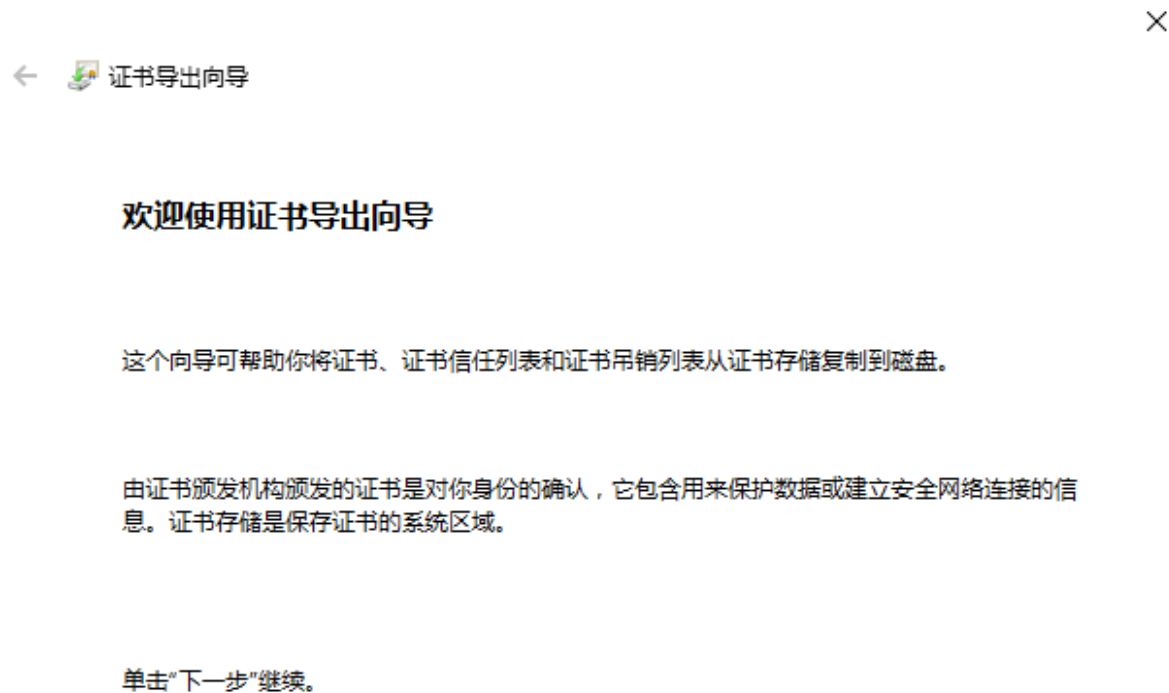 证书导出向导
欢迎使用证书导出向导
这个向导可帮助你将证书、证书信任列表和证书吊销列表从证书存储复制到磁盘。
由证书颁发机构颁发的证书是对你身份的确认，它包含用来保护数据或建立安全网络连接的信
息。证书存储是保存证书的系统区域。
单击“下一步”继续。